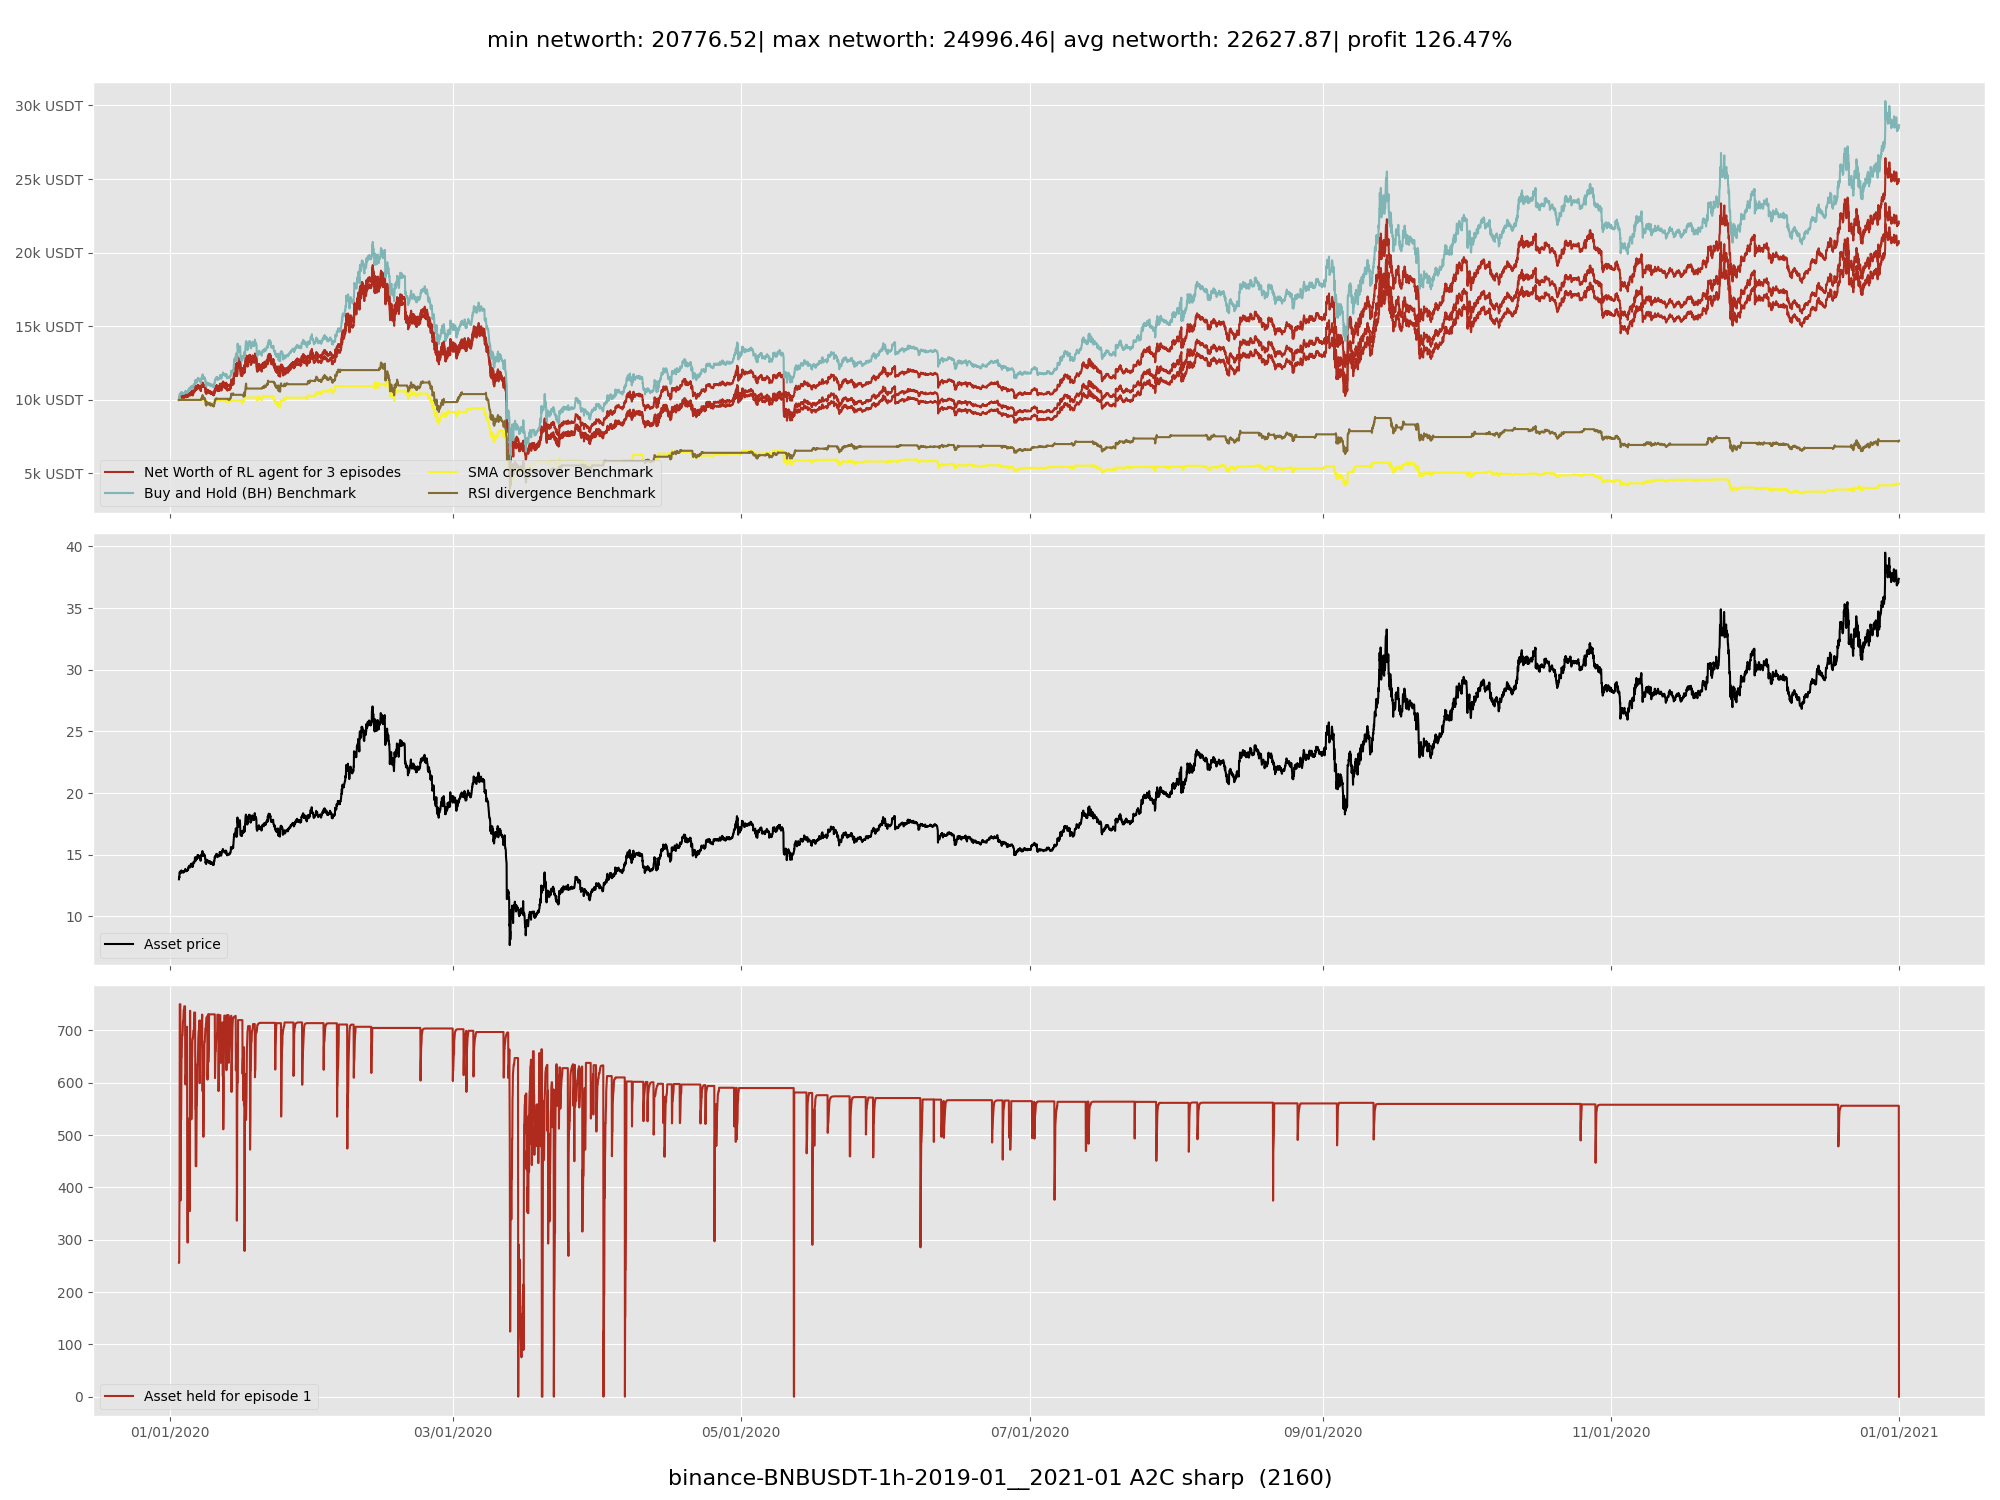 min networth: 20776.52| max networth: 24996.46| avg networth: 22627.87| profit 126.47%
30k USDT
25k USDT
20k USDT
15k USDT
10k USDT
5k USDT
Net Worth of RL agent for 3 episodes
Buy and Hold (BH) Benchmark
SMA crossover Benchmark
RSI divergence Benchmark
40
35
30
25
20
15
10
Asset price
700
600
500
400
300
200
100
0
Asset held for episode 1
01/01/2020 03/01/2020 05/01/2020 07/01/2020 09/01/2020 11/01/2020 01/01/2021
binance-BNBUSDT-1h-2019-01__2021-01 A2C sharp  (2160)